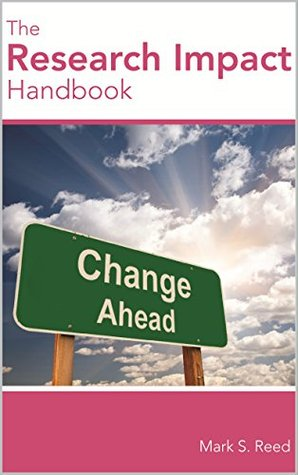 The
Research Impact
Handbook
Change
Ahead
Mark S. Reed